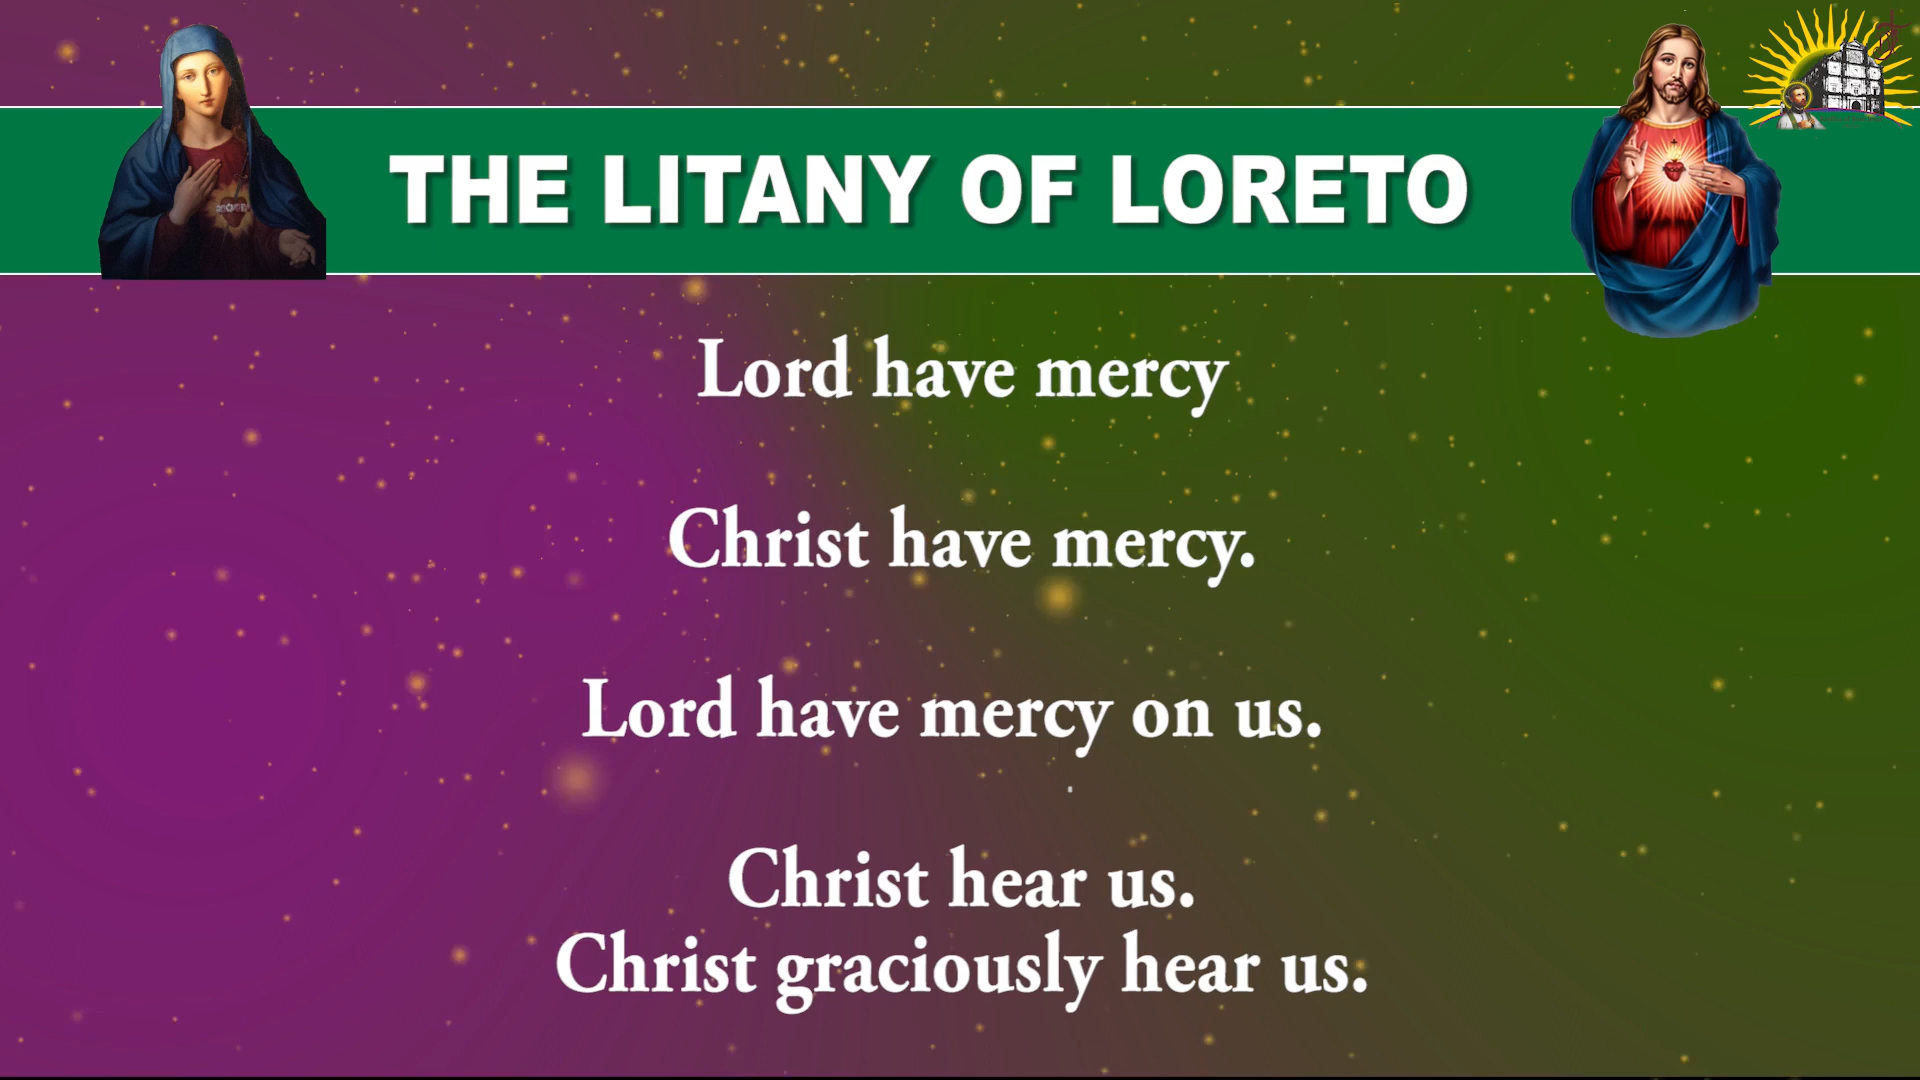 THE LITANY OF LORETO
Lord have mercy
Christ have mercy.
Lord have mercy on us.
Christ hear us.
Christ graciously hear us.